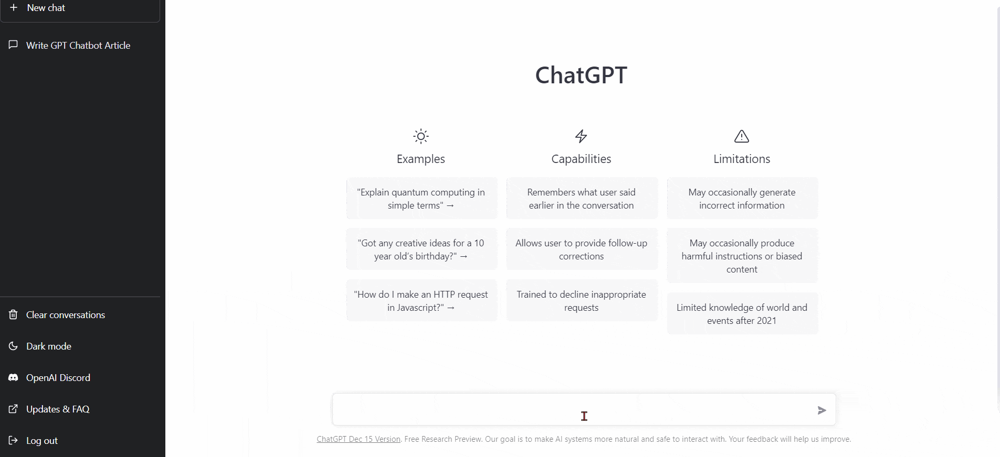 New chat
Write GPT Chatbot Article
Clear conversations
Dark mode
OpenAI Discord
Updates & FAQ
Log out
ChatGPT
Examples
"Explain quantum computing in
simple terms" →
"Got any creative ideas for a 10
year old’s birthday?" →
"How do I make an HTTP request
in Javascript?" →
Capabilities
Remembers what user said
earlier in the conversation
Allows user to provide follow-up
corrections
Trained to decline inappropriate
requests
Limitations
May occasionally generate
incorrect information
May occasionally produce
harmful instructions or biased
content
Limited knowledge of world and
events after 2021
ChatGPT Dec 15 Version. Free Research Preview. Our goal is to make AI systems more natural and safe to interact with. Your feedback will help us improve.